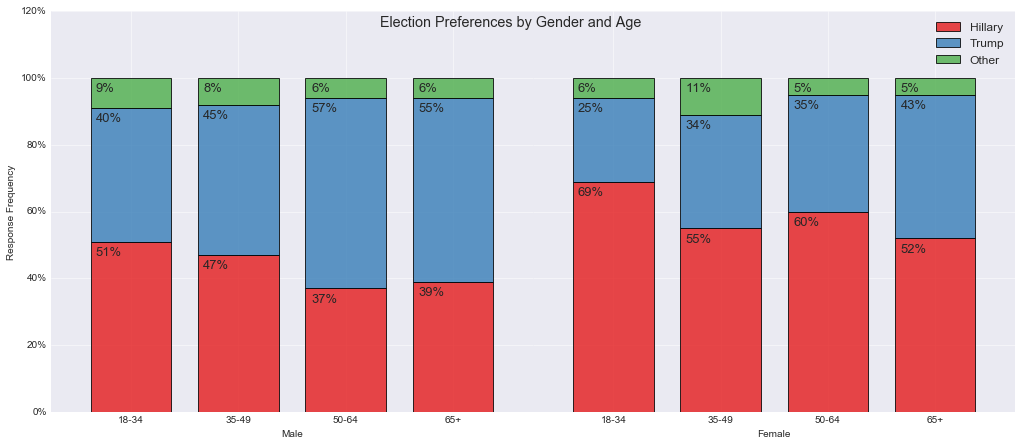 Election Preferences by Gender and Age
Hillary
Trump
Other
Response Frequency
120%
100%
80%
60%
40%
20%
0%
9% 8% 6% 6% 6% 11% 5% 5%
40% 45% 57% 55% 25% 34% 35% 43%
51% 47% 37% 39% 69% 55% 60% 52%
18-34 35-49 50-64 65+ 18-34 35-49 50-64 65+
Male Female